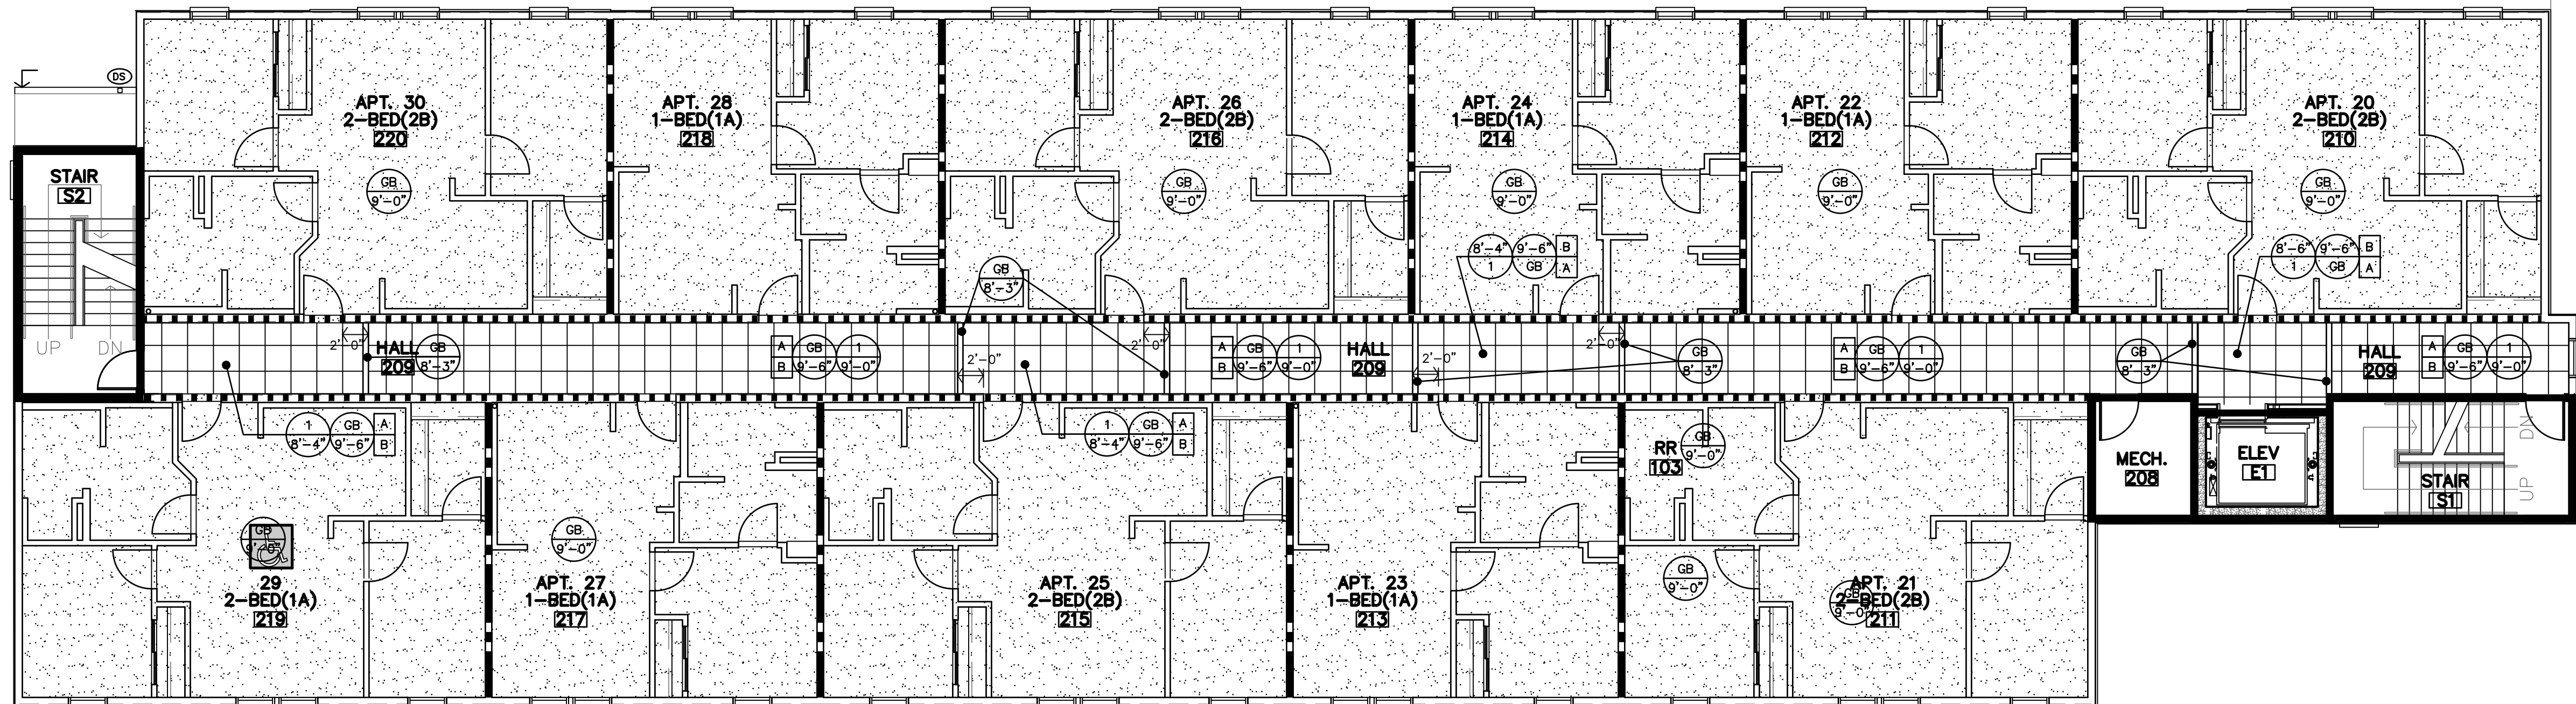 DS
APT. 30
2-BED(2B)
220
APT. 28
1-BED(1A)
218
APT. 26
2-BED(2B)
216
APT. 24
1-BED(1A)
214
APT. 22
1-BED(1A)
212
APT. 20
2-BED(2B)
210
STAIR
S2
UP
DN
GB
9'-0"
GB
9'-0"
GB
9'-0"
GB
9'-0"
GB
9'-0"
8'-4"
1
9'-6"
GB
B
A
8'-6"
1
9'-6"
GB
B
A
GB
8'-3"
2'-0"
HALL
209
GB
8'-3"
A
B
GB
9'-6"
1
9'-0"
2'-0"
2'-0"
A
B
GB
9'-6"
1
9'-0"
HALL
209
2'-0"
2'-0"
GB
8'-3"
A
B
GB
9'-6"
1
9'-0"
GB
8'-3"
HALL
209
A
B
GB
9'-6"
1
9'-0"
1
8'-4"
GB
9'-6"
A
B
1
8'-4"
GB
9'-6"
A
B
RR
103
GB
9'-0"
MECH.
208
ELEV
E1
STAIR
S1
DN
UP
GB
9'-0"
29
2-BED(1A)
219
GB
9'-0"
APT. 27
1-BED(1A)
217
APT. 25
2-BED(2B)
215
APT. 23
1-BED(1A)
213
GB
9'-0"
APT. 21
2-BED(2B)
211
GB
9'-0"